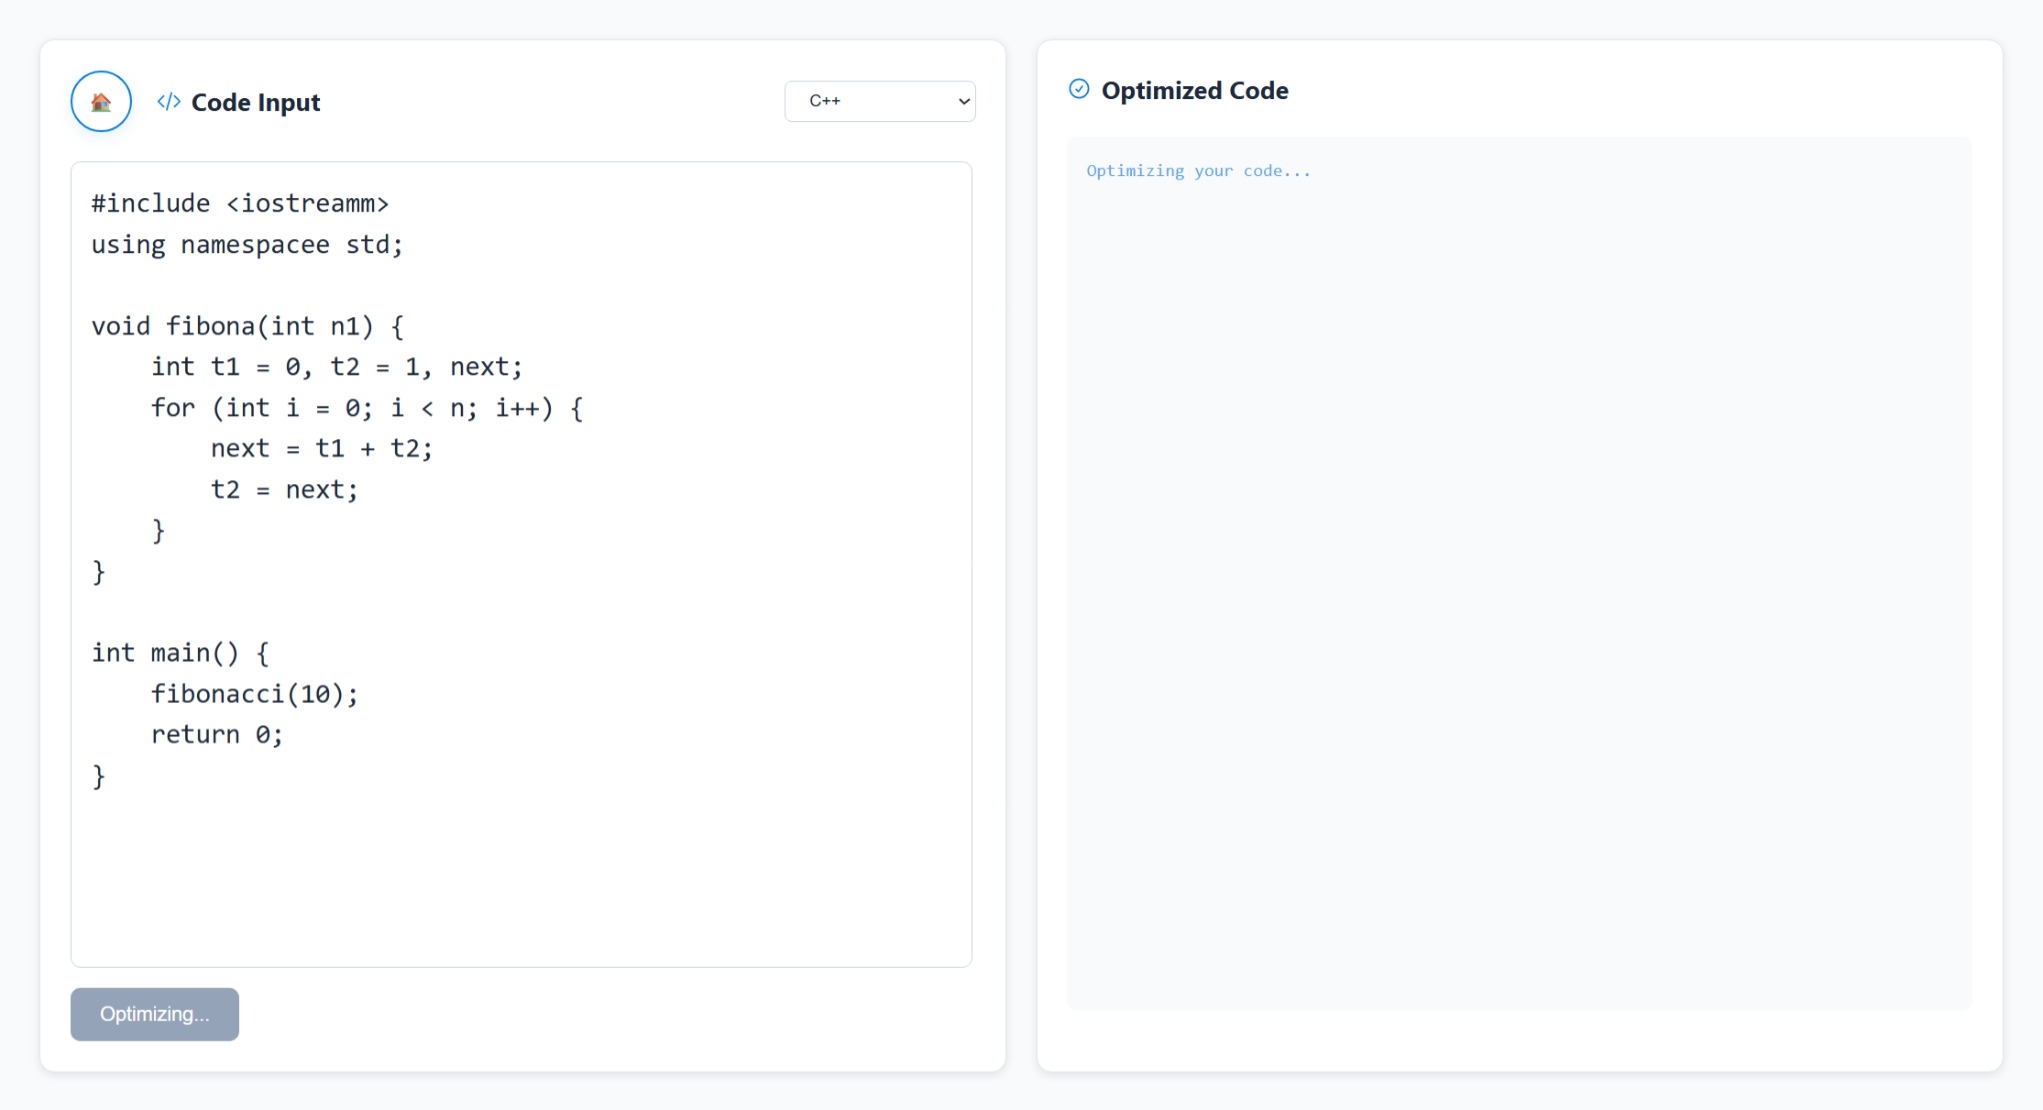 </> Code Input
C++
#include <iostreamm>
using namespacee std;
void fibona(int n1) {
    int t1 = 0, t2 = 1, next;
    for (int i = 0; i < n; i++) {
        next = t1 + t2;
        t2 = next;
    }
}
int main() {
    fibonacci(10);
    return 0;
}
Optimizing...
Optimized Code
Optimizing your code...